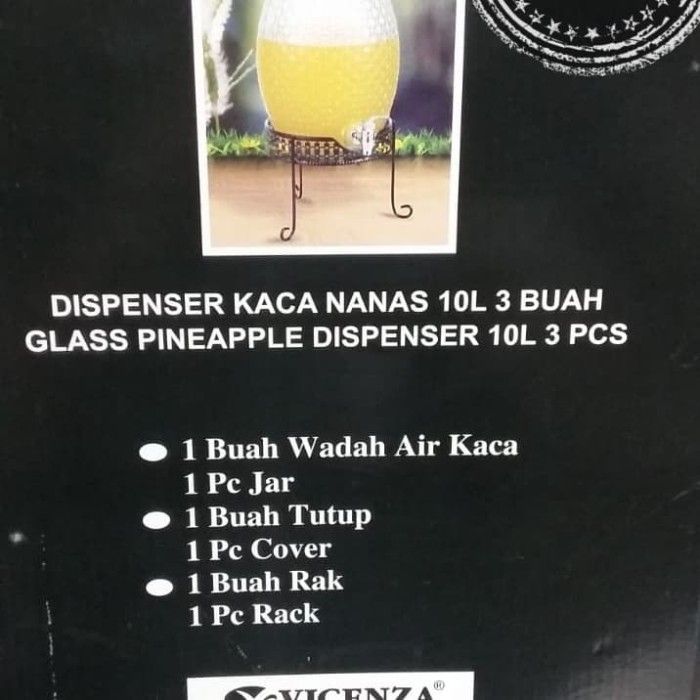 DISPENSER KACA NANAS 10L 3 BUAH
GLASS PINEAPPLE DISPENSER 10L 3 PCS
1 Buah Wadah Air Kaca
1 Pc Jar
1 Buah Tutup
1 Pc Cover
1 Buah Rak
1 Pc Rack
VICENZA®